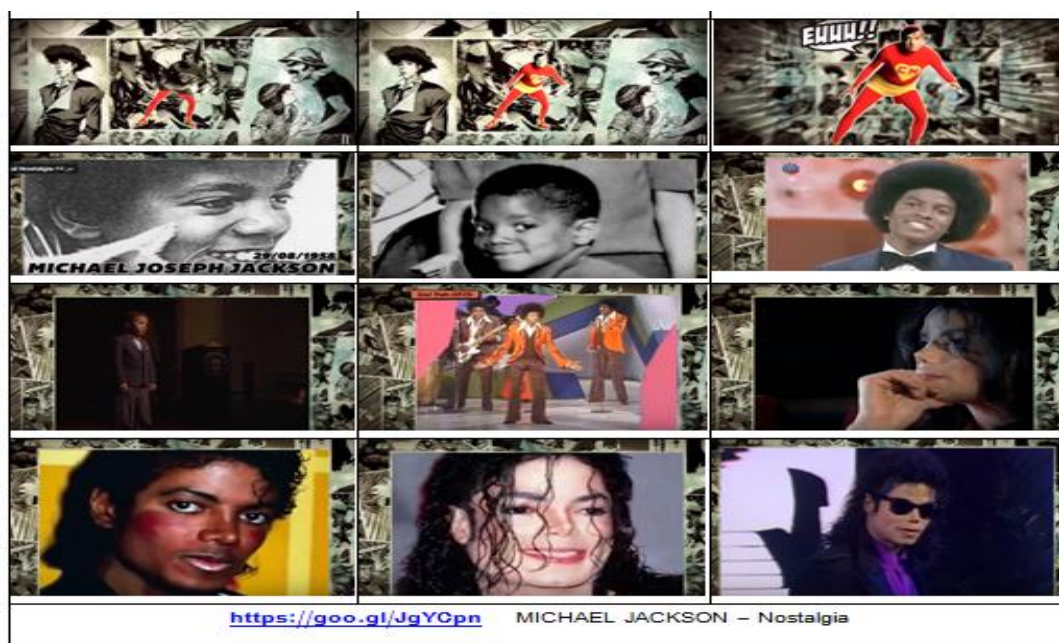 EHHH!!
29/08/1958
MICHAEL JOSEPH JACKSON
https://goo.gl/JgYCpn MICHAEL JACKSON – Nostalgia